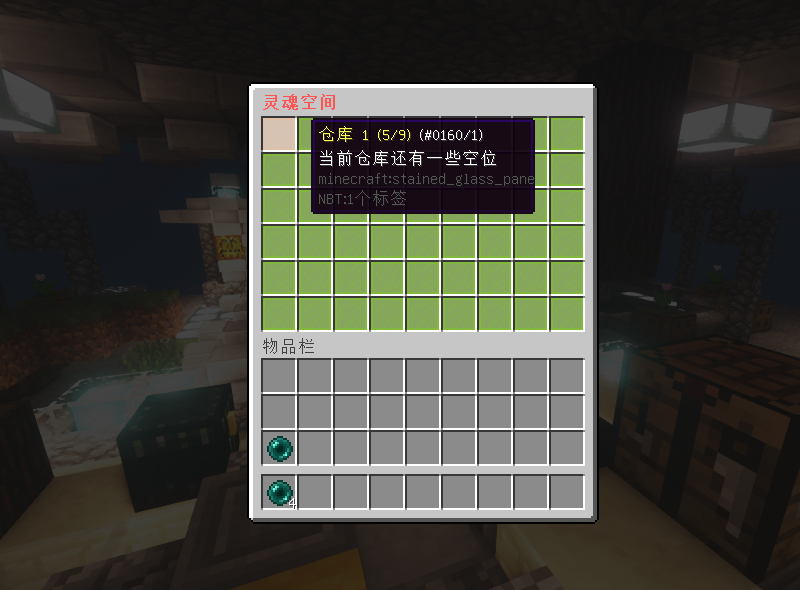 灵魂空间
仓库 1 (5/9) (#0160/1)
当前仓库还有一些空位
minecraft:stained_glass_pane
NBT:1个标签
物品栏
4